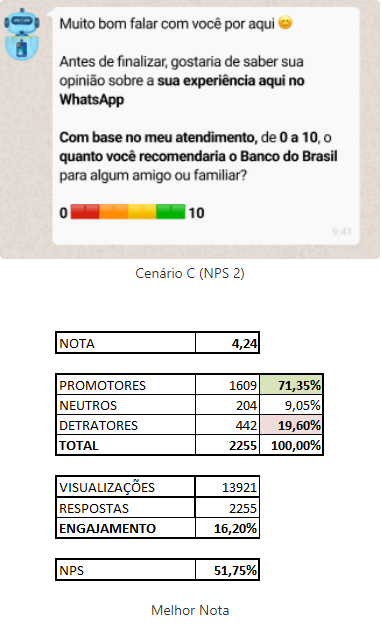 Muito bom falar com você por aqui 😊
Antes de finalizar, gostaria de saber sua
opinião sobre a sua experiência aqui no
WhatsApp
Com base no meu atendimento, de 0 a 10, o
quanto você recomendaria o Banco do Brasil
para algum amigo ou familiar?
0 10
9:41
Cenário C (NPS 2)
NOTA 4,24
PROMOTORES 1609 71,35%
NEUTROS 204 9,05%
DETRATORES 442 19,60%
TOTAL 2255 100,00%
VISUALIZAÇÕES 13921
RESPOSTAS 2255
ENGAJAMENTO 16,20%
NPS 51,75%
Melhor Nota